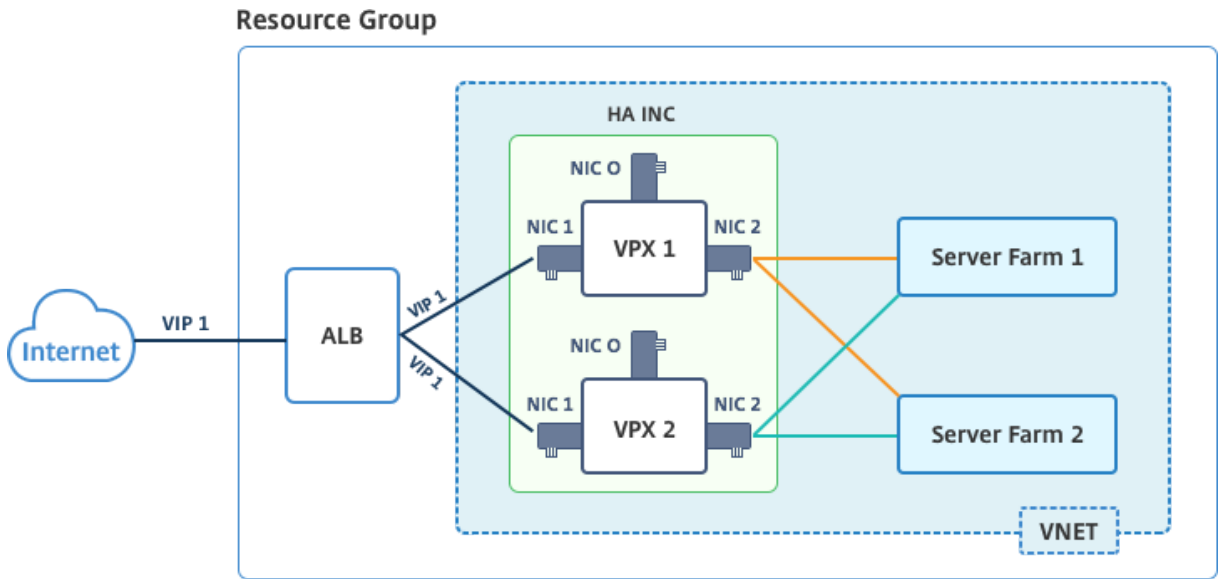 Resource Group
HA INC
NIC O
NIC 1
VPX 1
NIC 2
Server Farm 1
Internet
VIP 1
ALB
VIP 1
VIP 1
NIC O
NIC 1
VPX 2
NIC 2
Server Farm 2
VNET